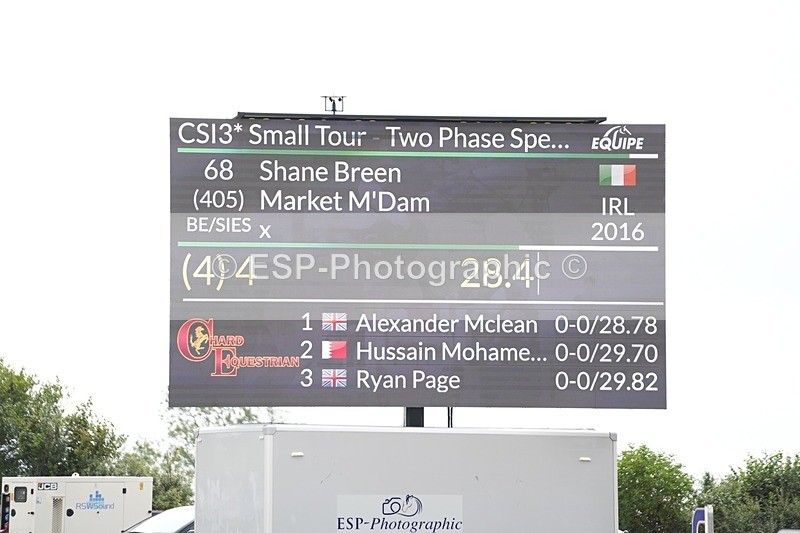 CSI3* Small Tour - Two Phase Spe...
EQUIPE
68 Shane Breen
(405) Market M'Dam IRL
BE/SIES x 2016
(4) 4 28.4
© ESP-Photographic ©
1 Alexander Mclean 0-0/28.78
2 Hussain Mohame... 0-0/29.70
3 Ryan Page 0-0/29.82
CHARD
EQUESTRIAN
JCB
RSWSound
ESP-Photographic